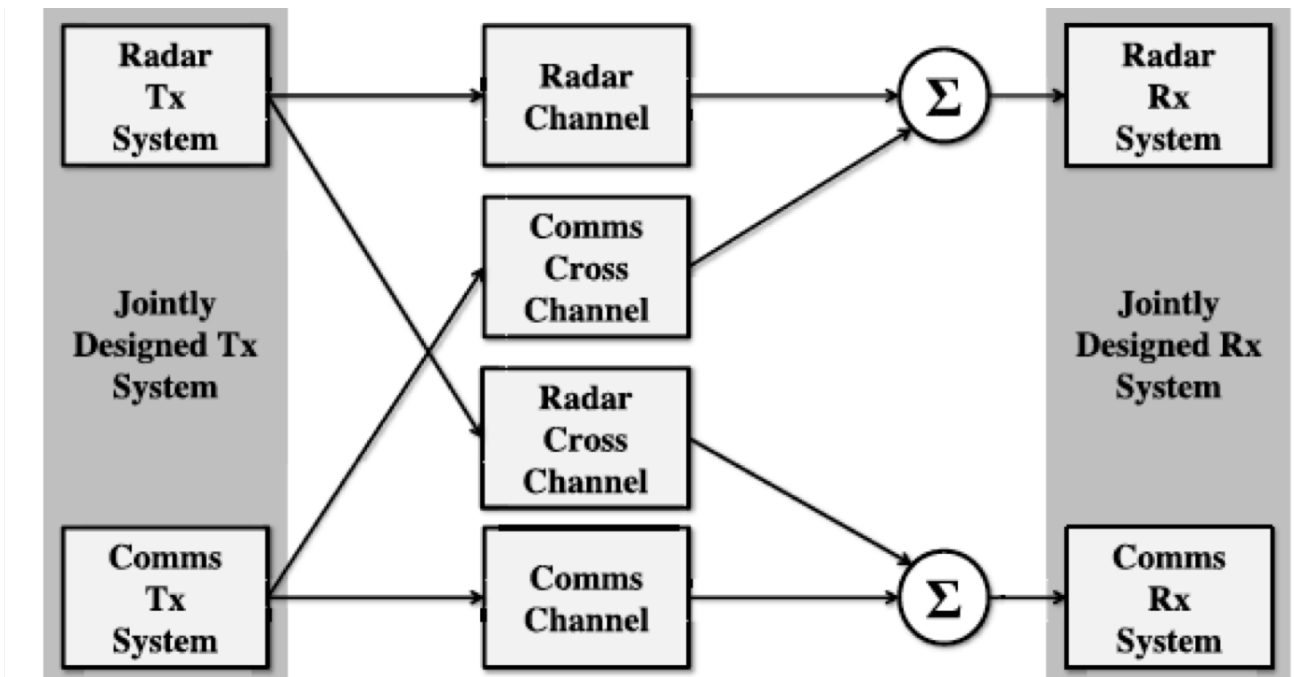 Radar
Tx
System
Jointly
Designed Tx
System
Comms
Tx
System
Radar
Channel
Comms
Cross
Channel
Radar
Cross
Channel
Comms
Channel
Σ
Σ
Radar
Rx
System
Jointly
Designed Rx
System
Comms
Rx
System